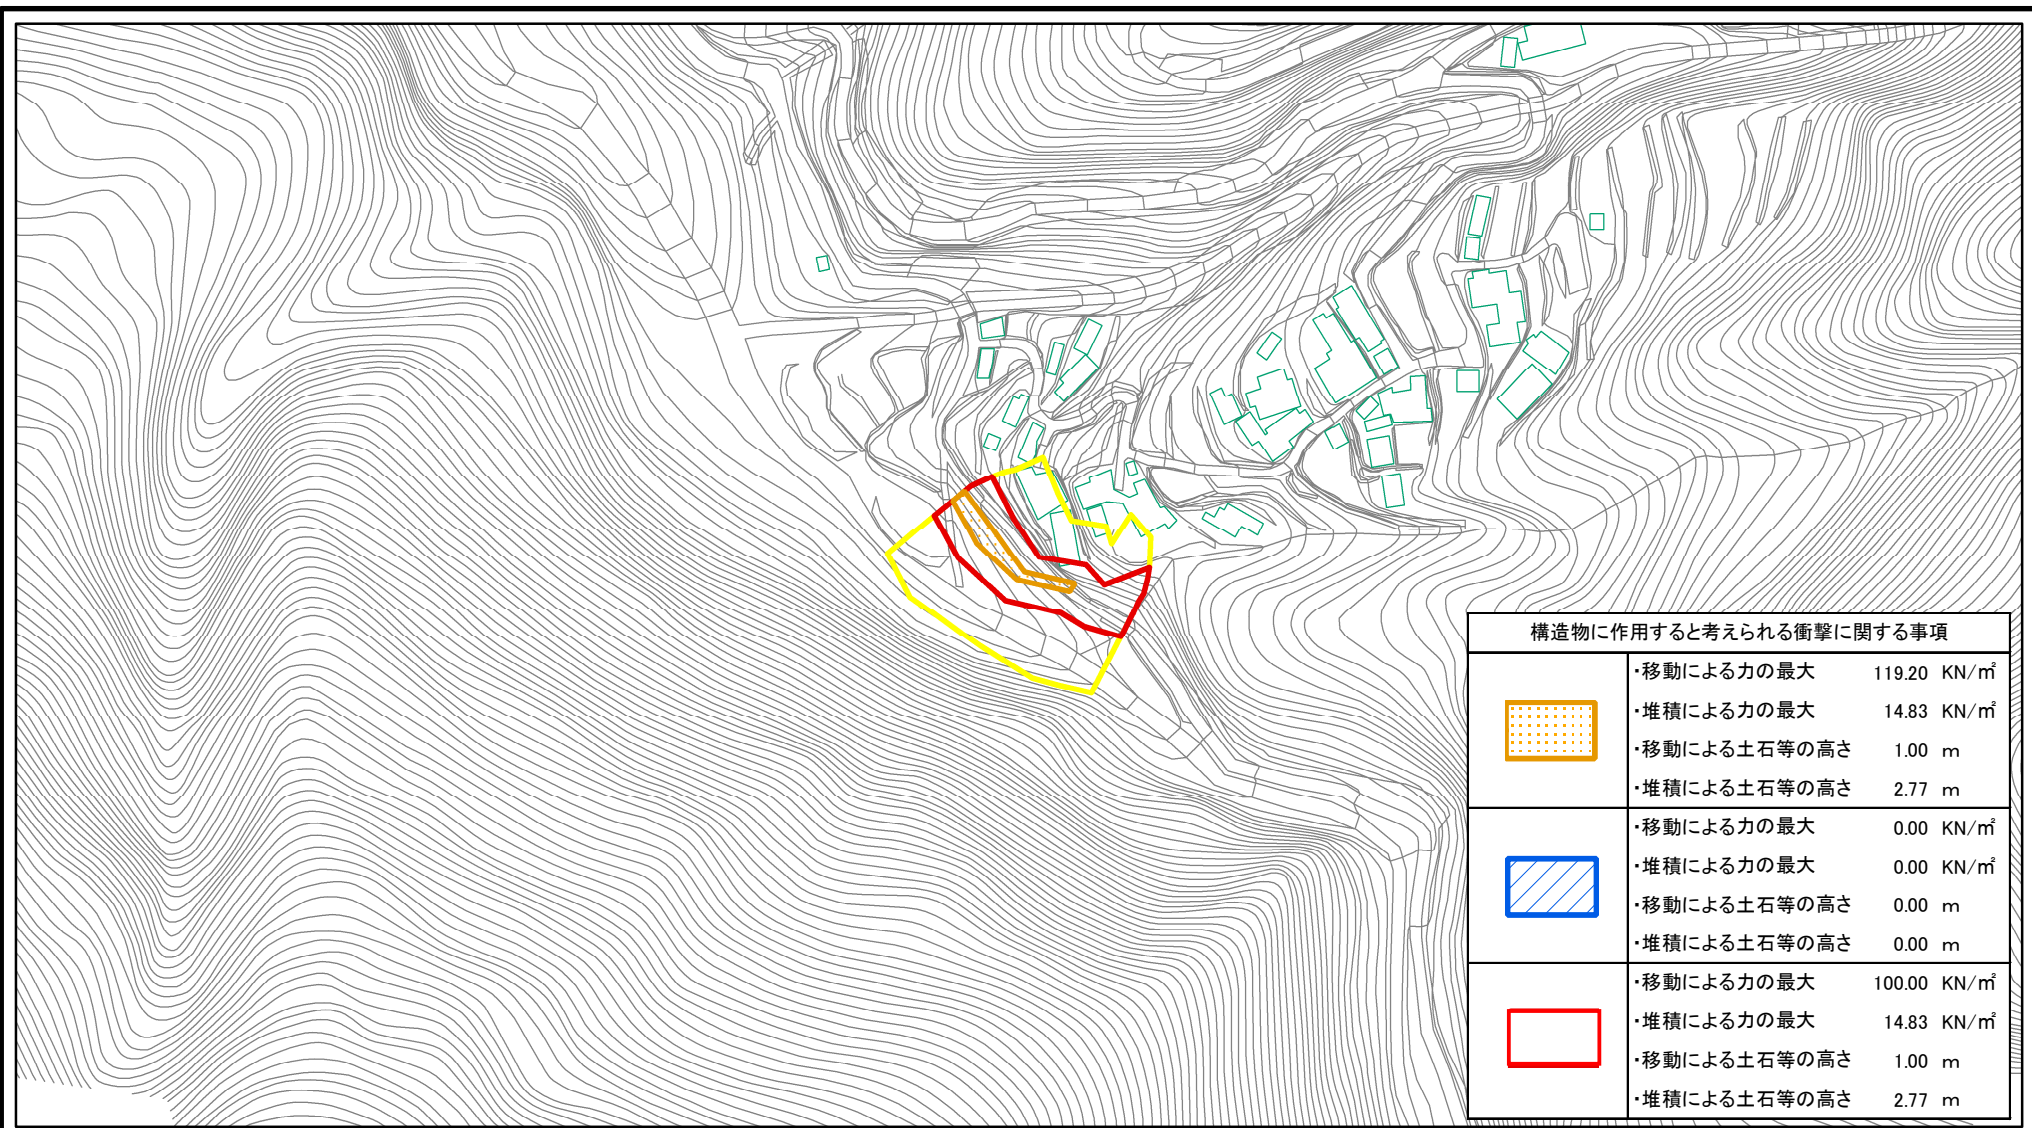 構造物に作用すると考えられる衝撃に関する事項
・移動による力の最大 119.20 KN/㎡
・堆積による力の最大 14.83 KN/㎡
・移動による土石等の高さ 1.00 m
・堆積による土石等の高さ 2.77 m
・移動による力の最大 0.00 KN/㎡
・堆積による力の最大 0.00 KN/㎡
・移動による土石等の高さ 0.00 m
・堆積による土石等の高さ 0.00 m
・移動による力の最大 100.00 KN/㎡
・堆積による力の最大 14.83 KN/㎡
・移動による土石等の高さ 1.00 m
・堆積による土石等の高さ 2.77 m